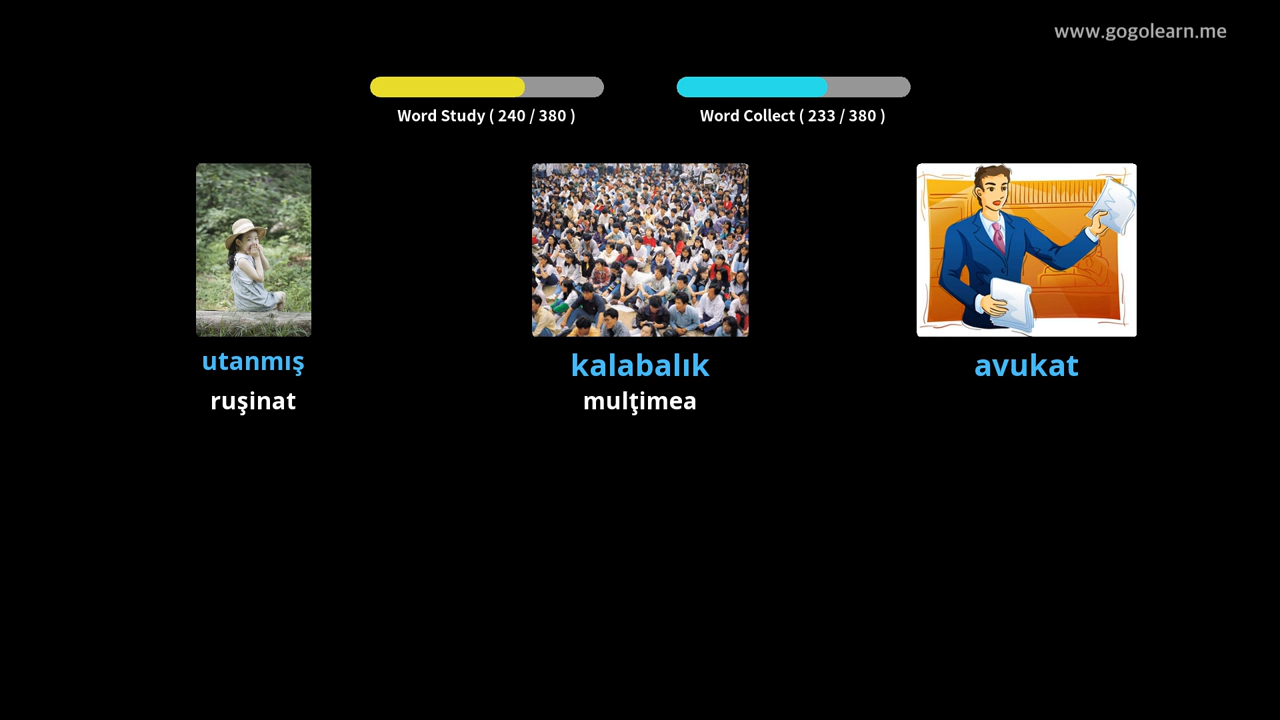 www.gogolearn.me
Word Study ( 240 / 380 )
Word Collect ( 233 / 380 )
utanmış
kalabalık
avukat
ruşinat
mulţimea